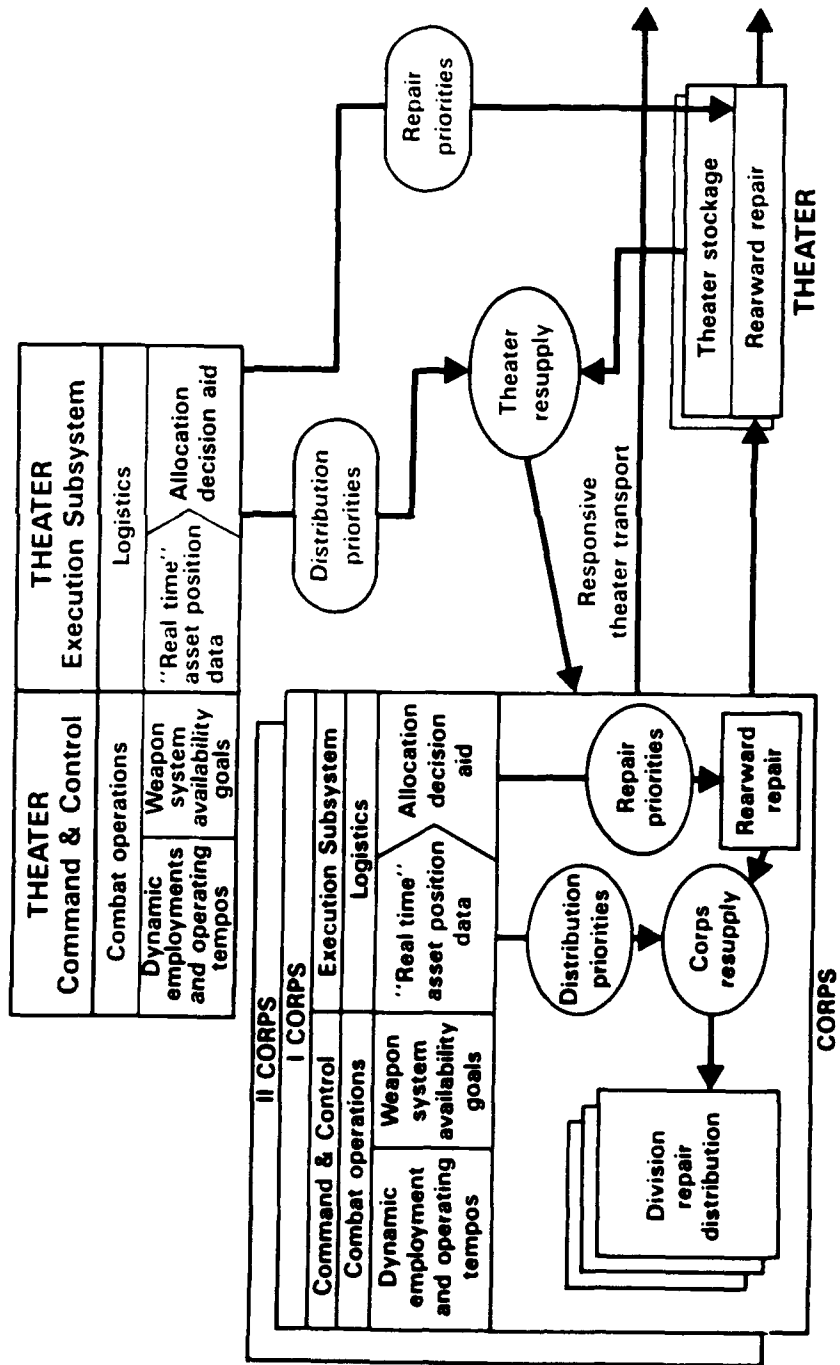 THEATER
Command & Control
THEATER
Execution Subsystem
Combat operations
Logistics
Dynamic
employments
and operating
tempos
Weapon
system
availability
goals
"Real time"
asset position
data
Allocation
decision aid
II CORPS
I CORPS
Command & Control
Execution Subsystem
Combat operations
Logistics
Dynamic
employment
and operating
tempos
Weapon
system
availability
goals
"Real time"
asset position
data
Allocation
decision
aid
Distribution
priorities
Repair
priorities
Division
repair
distribution
Corps
resupply
Rearward
repair
CORPS
Distribution
priorities
Repair
priorities
Theater
resupply
Responsive
theater transport
Theater stockage
Rearward repair
THEATER